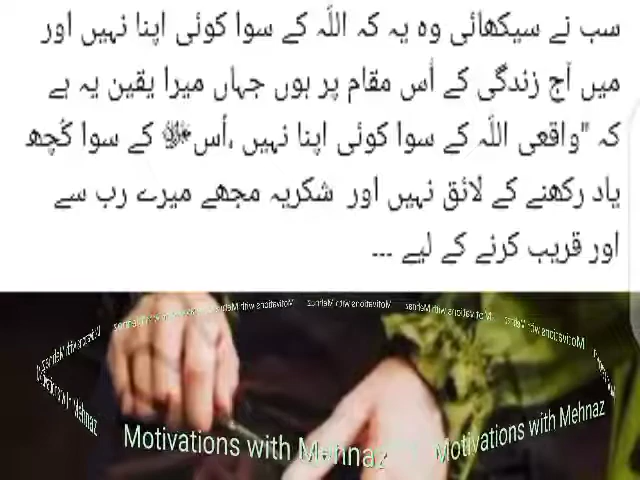 سب نے سیکھائی وہ یہ کہ اللّہ کے سوا کوئی اپنا نہیں اور
میں آج زندگی کے اُس مقام پر ہوں جہاں میرا یقین یہ ہے
کہ "واقعی اللّہ کے سوا کوئی اپنا نہیں ،اُسﷻ کے سوا کُچھ
یاد رکھنے کے لائق نہیں اور شکریہ مجھے میرے رب سے
اور قریب کرنے کے لیے ...
Motivations with Mehnaz
Motivations with Mehnaz